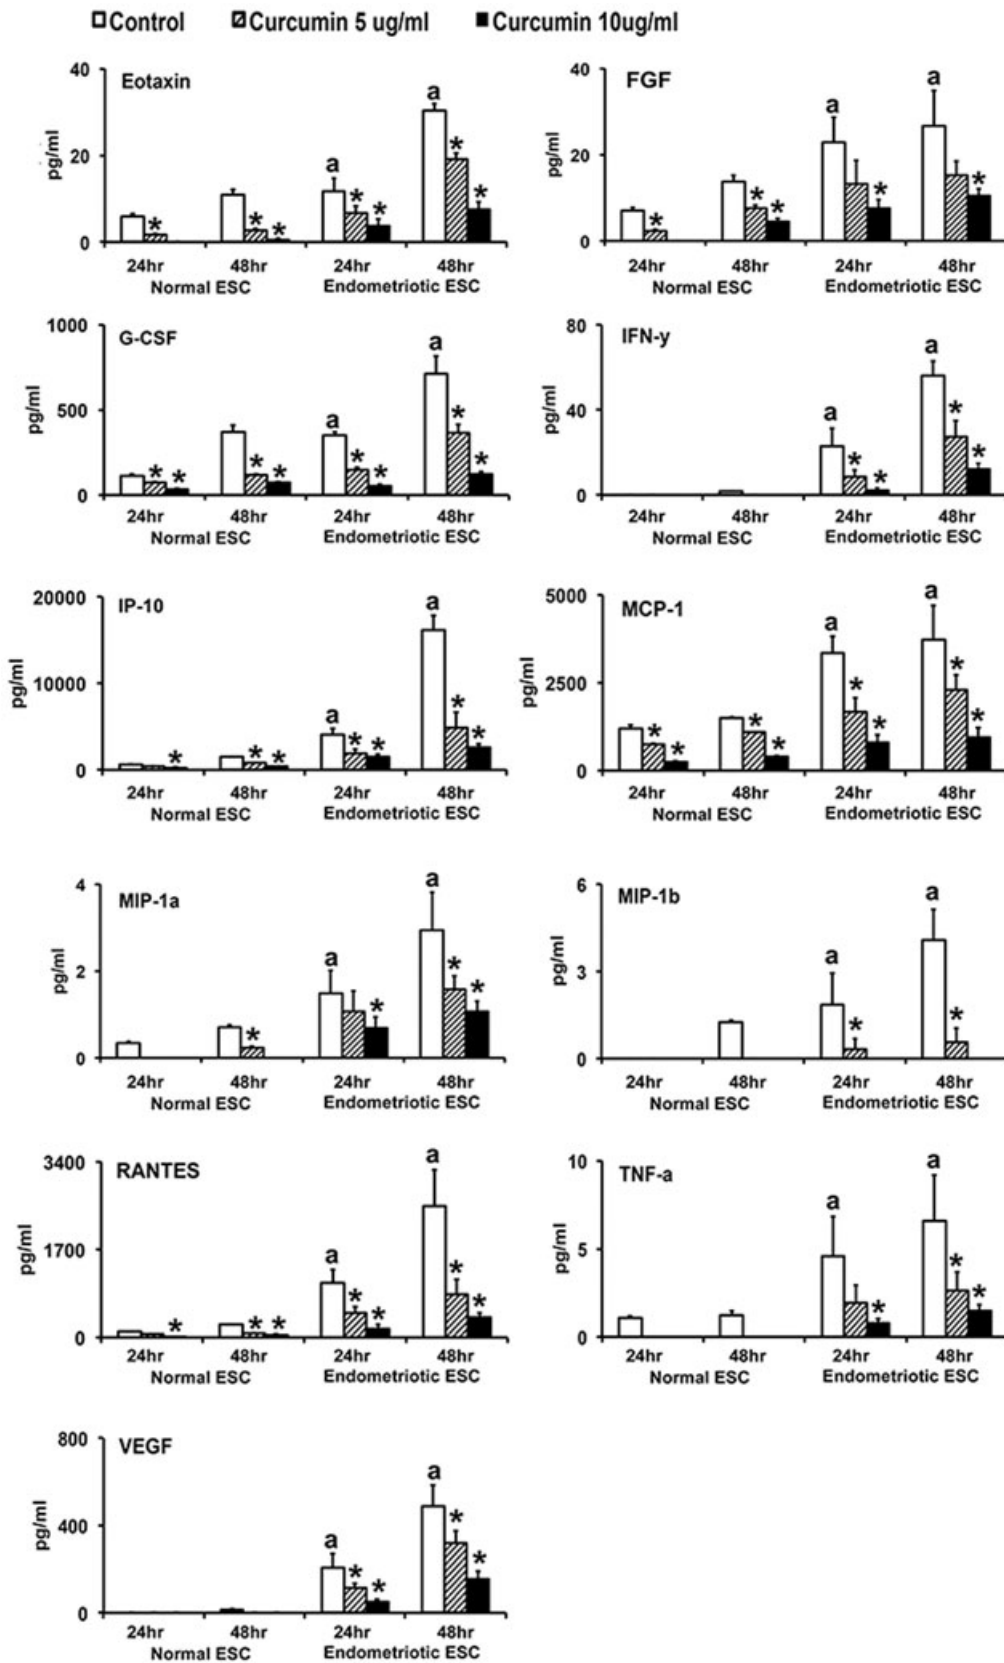 Control Curcumin 5 ug/ml Curcumin 10ug/ml
Eotaxin
a
a
* * * * * * *
40
20
0
pg/ml
24hr 48hr 24hr 48hr
Normal ESC Endometriotic ESC
FGF
a
a
* * * * *
40
20
0
pg/ml
24hr 48hr 24hr 48hr
Normal ESC Endometriotic ESC
G-CSF
a
a
* * * * * * * *
1000
500
0
pg/ml
24hr 48hr 24hr 48hr
Normal ESC Endometriotic ESC
IFN-y
a
a
* * * *
80
40
0
pg/ml
24hr 48hr 24hr 48hr
Normal ESC Endometriotic ESC
IP-10
a
a
* * * * * * *
20000
10000
0
pg/ml
24hr 48hr 24hr 48hr
Normal ESC Endometriotic ESC
MCP-1
a
a
* * * * * * * *
5000
2500
0
pg/ml
24hr 48hr 24hr 48hr
Normal ESC Endometriotic ESC
MIP-1a
a
a
* * * *
4
2
0
pg/ml
24hr 48hr 24hr 48hr
Normal ESC Endometriotic ESC
MIP-1b
a
a
* *
6
3
0
pg/ml
24hr 48hr 24hr 48hr
Normal ESC Endometriotic ESC
RANTES
a
a
* * * * * * *
3400
1700
0
pg/ml
24hr 48hr 24hr 48hr
Normal ESC Endometriotic ESC
TNF-a
a
a
* * *
10
5
0
pg/ml
24hr 48hr 24hr 48hr
Normal ESC Endometriotic ESC
VEGF
a
a
* * * *
800
400
0
pg/ml
24hr 48hr 24hr 48hr
Normal ESC Endometriotic ESC